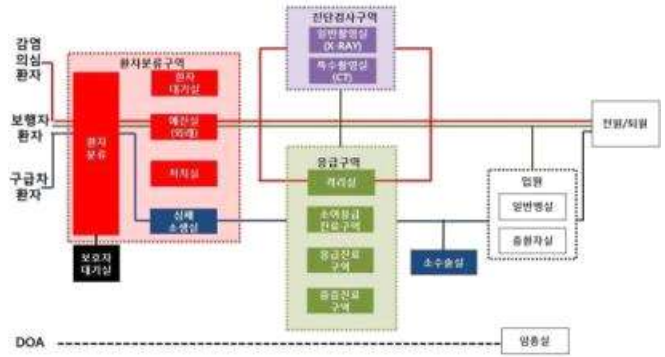 진단검사구역
일반촬영실
(X-RAY)
특수촬영실
(CT)
감염
의심
환자
환자분류구역
환자
대기실
보행자
환자
환자
분류
예진실
(외래)
처치실
구급차
환자
심폐
소생실
보호자
대기실
응급구역
격리실
소아응급
진료구역
응급진료
구역
중증진료
구역
소수술실
입원
일반병실
중환자실
전원/퇴원
DOA
영안실